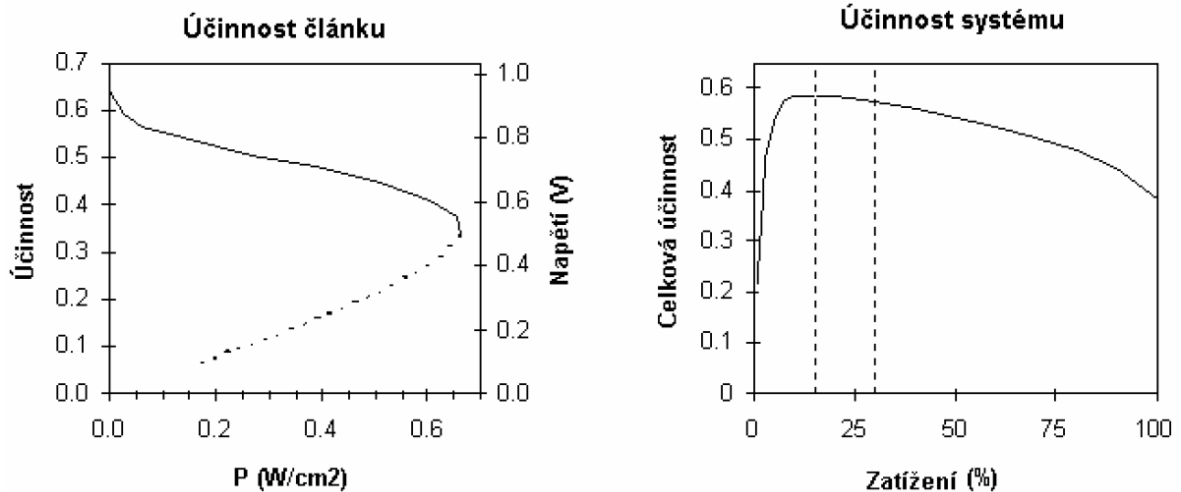 Účinnost článku
0.7
0.6
0.5
0.4
0.3
0.2
0.1
0.0
Účinnost
1.0
0.8
0.6
0.4
0.2
0.0
Napětí (V)
0.0 0.2 0.4 0.6
P (W/cm2)
Účinnost systému
0.6
0.5
0.4
0.3
0.2
0.1
0
Celková účinnost
0 25 50 75 100
Zatížení (%)